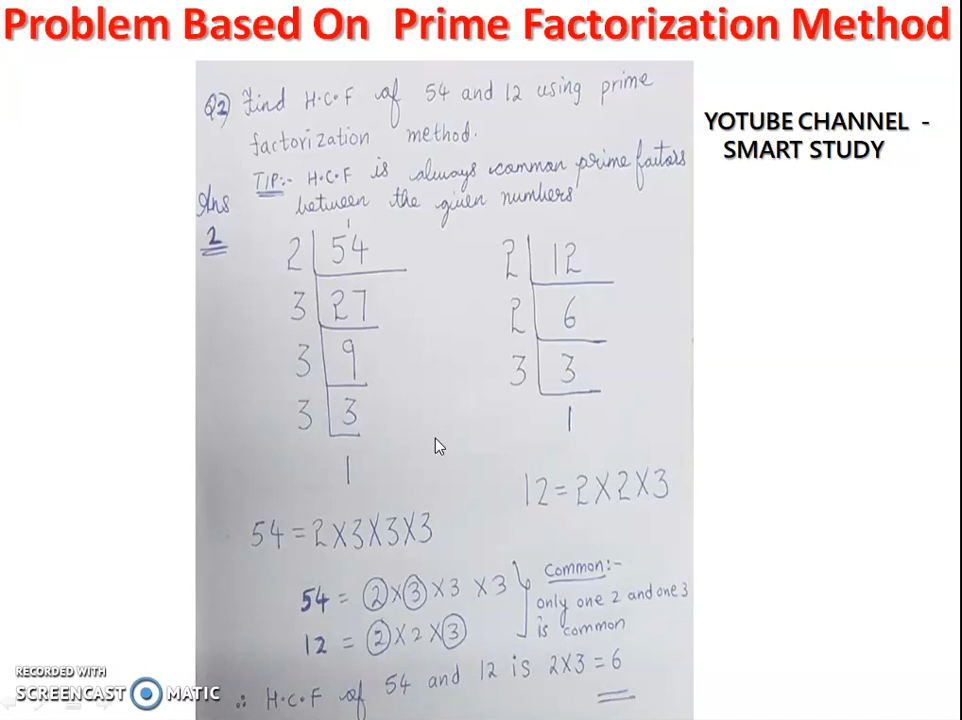 Problem Based On Prime Factorization Method
YOTUBE CHANNEL -
SMART STUDY
Q2) Find H.C.F of 54 and 12 using prime
factorization method.
TIP:- H.C.F is always common prime factors
between the given numbers
Ans
2
1
2 | 54
3 | 27
3 | 9
3 | 3
1
2 | 12
2 | 6
3 | 3
1
12 = 2 X 2 X 3
54 = 2 X 3 X 3 X 3
54 = 2 X 3 X 3 X 3
12 = 2 X 2 X 3
Common:-
only one 2 and one 3
is common
∴ H.C.F of 54 and 12 is 2X3 = 6
RECORDED WITH
SCREENCAST MATIC